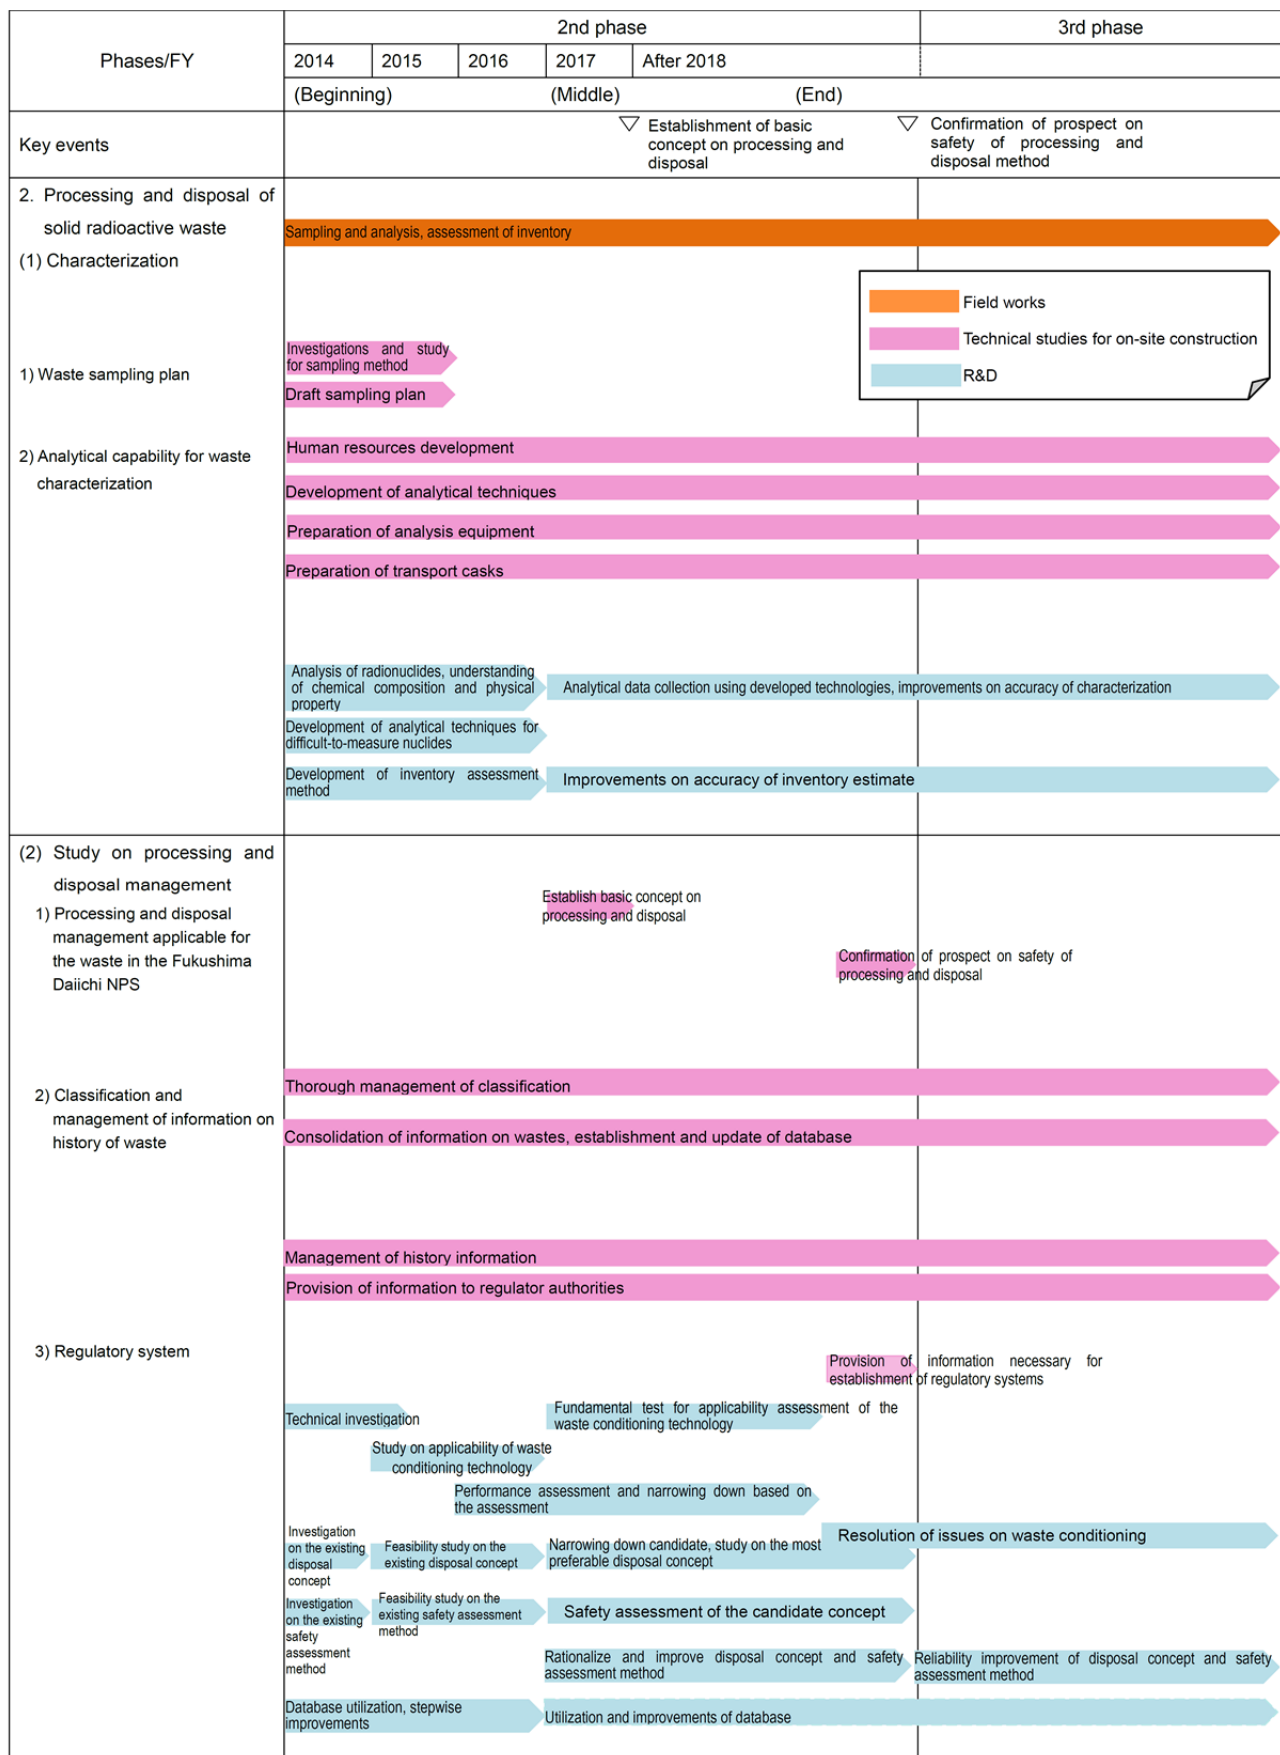 Phases/FY
2nd phase
3rd phase
2014
2015
2016
2017
After 2018
(Beginning)
(Middle)
(End)
Key events
Establishment of basic
concept on processing and
disposal
Confirmation of prospect on
safety of processing and
disposal method
2. Processing and disposal of
solid radioactive waste
(1) Characterization
Sampling and analysis, assessment of inventory
Field works
Technical studies for on-site construction
R&D
1) Waste sampling plan
Investigations and study
for sampling method
Draft sampling plan
2) Analytical capability for waste
characterization
Human resources development
Development of analytical techniques
Preparation of analysis equipment
Preparation of transport casks
Analysis of radionuclides, understanding
of chemical composition and physical
property
Analytical data collection using developed technologies, improvements on accuracy of characterization
Development of analytical techniques for
difficult-to-measure nuclides
Development of inventory assessment
method
Improvements on accuracy of inventory estimate
(2) Study on processing and
disposal management
1) Processing and disposal
management applicable for
the waste in the Fukushima
Daiichi NPS
Establish basic concept on
processing and disposal
Confirmation of prospect on safety of
processing and disposal
2) Classification and
management of information on
history of waste
Thorough management of classification
Consolidation of information on wastes, establishment and update of database
Management of history information
Provision of information to regulator authorities
3) Regulatory system
Provision of information necessary for
establishment of regulatory systems
Technical investigation
Fundamental test for applicability assessment of the
waste conditioning technology
Study on applicability of waste
conditioning technology
Performance assessment and narrowing down based on
the assessment
Resolution of issues on waste conditioning
Investigation
on the existing
disposal
concept
Feasibility study on the
existing disposal concept
Narrowing down candidate, study on the most
preferable disposal concept
Investigation
on the existing
safety
assessment
method
Feasibility study on the
existing safety assessment
method
Safety assessment of the candidate concept
Rationalize and improve disposal concept and safety
assessment method
Reliability improvement of disposal concept and safety
assessment method
Database utilization, stepwise
improvements
Utilization and improvements of database